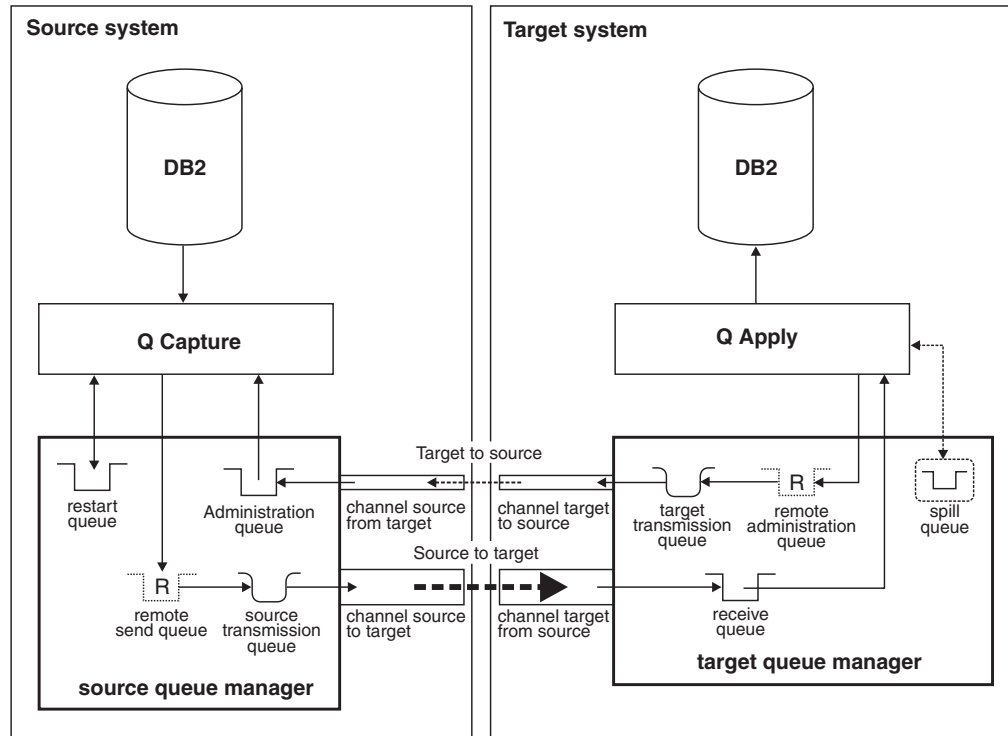 Source system
DB2
Q Capture
restart
queue
Administration
queue
R
remote
send queue
source
transmission
queue
source queue manager
Target to source
channel source
from target
channel target
to source
Source to target
channel source
to target
channel target
from source
Target system
DB2
Q Apply
target
transmission
queue
R
remote
administration
queue
spill
queue
receive
queue
target queue manager